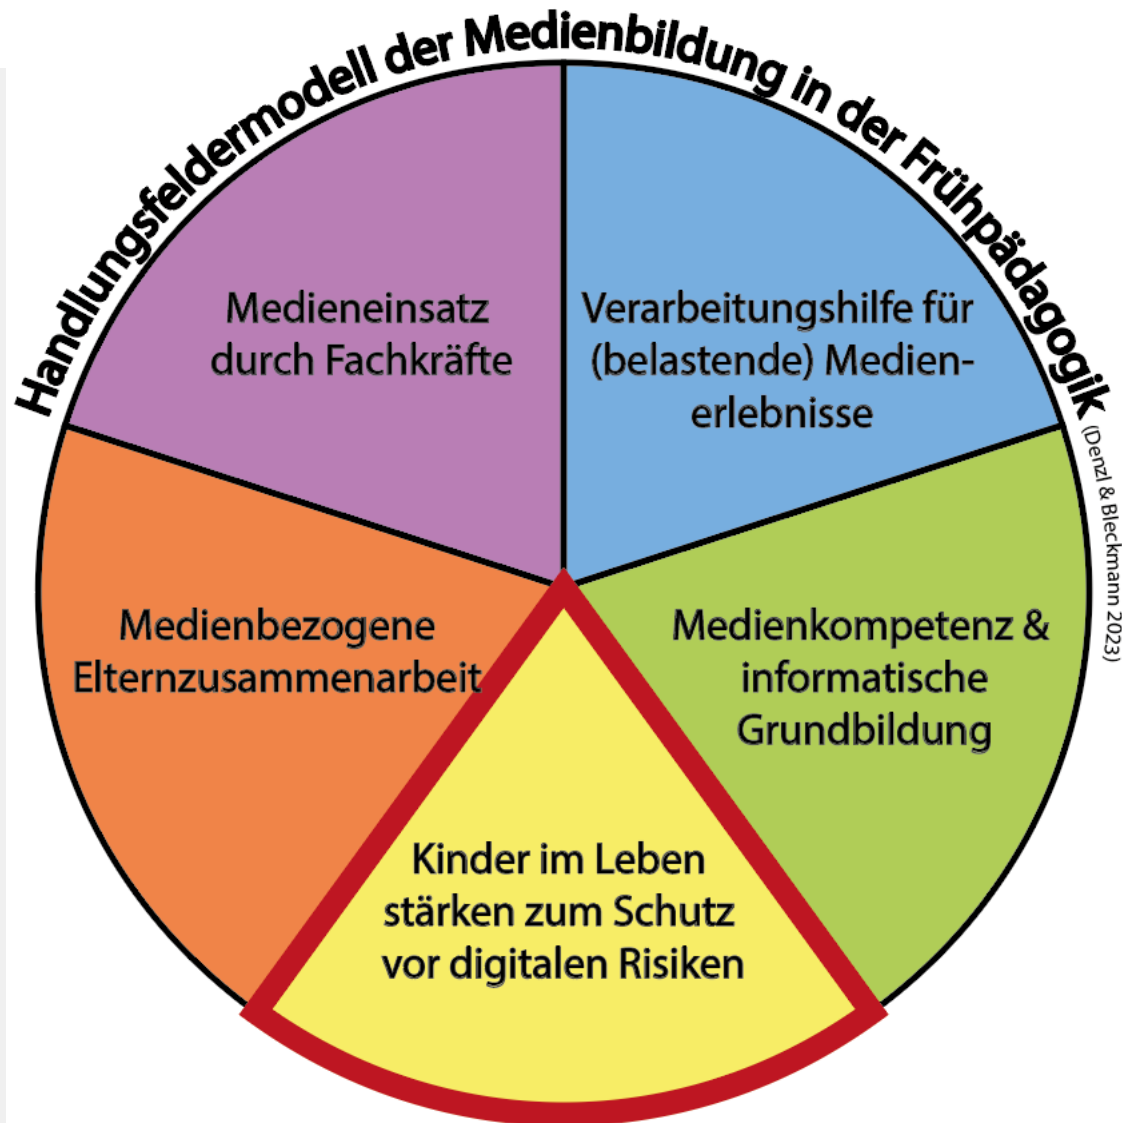 Handlungsfeldermodell der Medienbildung in der Frühpädagogik
(Denzl & Bleckmann 2023)
Medieneinsatz
durch Fachkräfte
Verarbeitungshilfe für
(belastende) Medien-
erlebnisse
Medienbezogene
Elternzusammenarbeit
Medienkompetenz &
informatische
Grundbildung
Kinder im Leben
stärken zum Schutz
vor digitalen Risiken